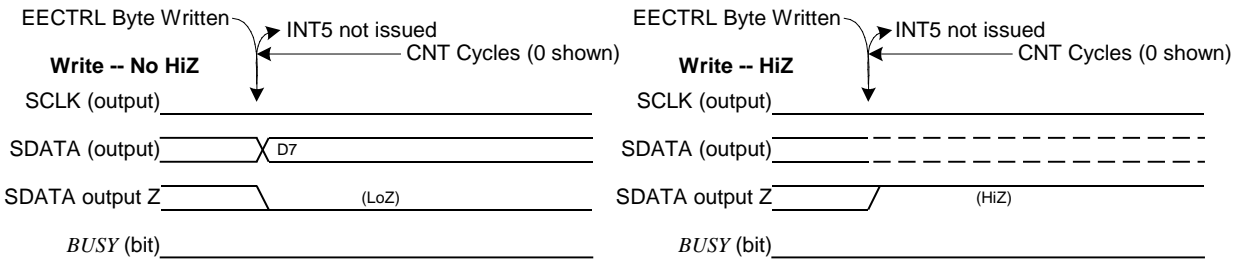 EECTRL Byte Written
INT5 not issued
CNT Cycles (0 shown)
Write -- No HiZ
SCLK (output)
SDATA (output)
D7
SDATA output Z
(LoZ)
BUSY (bit)
EECTRL Byte Written
INT5 not issued
CNT Cycles (0 shown)
Write -- HiZ
SCLK (output)
SDATA (output)
SDATA output Z
(HiZ)
BUSY (bit)